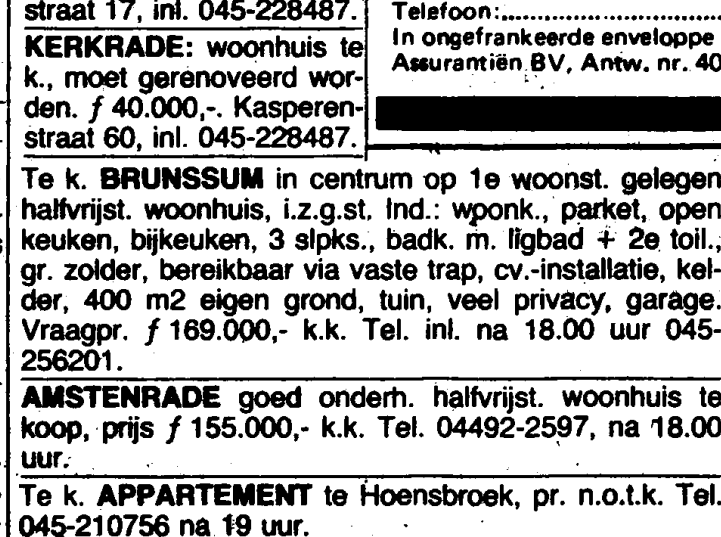 straat 17, inl. 045-228487.
KERKRADE: woonhuis te
k., moet gerenoveerd wor-
den. ƒ 40.000,-. Kasperen-
straat 60, inl. 045-228487.
Telefoon:
In ongefrankeerde enveloppe
Assurantiën BV, Antw. nr. 40
Te k. BRUNSSUM in centrum op 1e woonst. gelegen
halfvrijst. woonhuis, i.z.g.st. Ind.: woonk., parket, open
keuken, bijkeuken, 3 slpks., badk. m. ligbad + 2e toil.,
gr. zolder, bereikbaar via vaste trap, cv.-installatie, kel-
der, 400 m2 eigen grond, tuin, veel privacy, garage.
Vraagpr. ƒ 169.000,- k.k. Tel. inl. na 18.00 uur 045-
256201.
AMSTENRADE goed onderh. halfvrijst. woonhuis te
koop, prijs ƒ 155.000,- k.k. Tel. 04492-2597, na 18.00
uur.
Te k. APPARTEMENT te Hoensbroek, pr. n.o.t.k. Tel.
045-210756 na 19 uur.